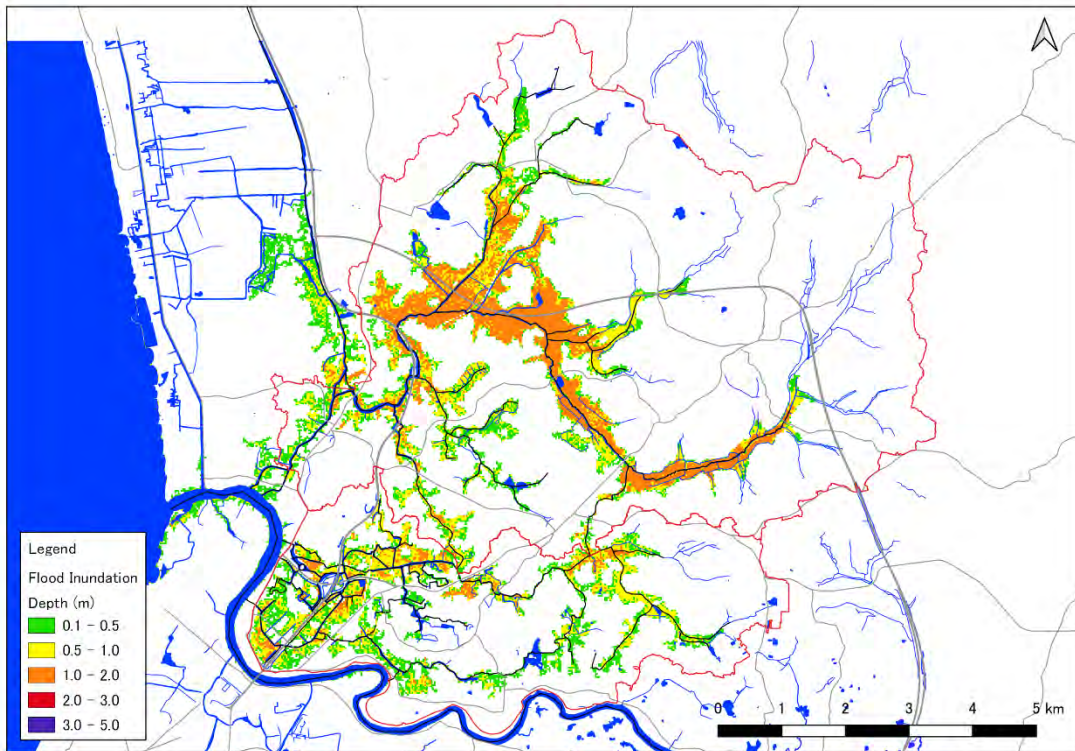 Legend
Flood Inundation
Depth (m)
0.1 - 0.5
0.5 - 1.0
1.0 - 2.0
2.0 - 3.0
3.0 - 5.0
0 1 2 3 4 5 km